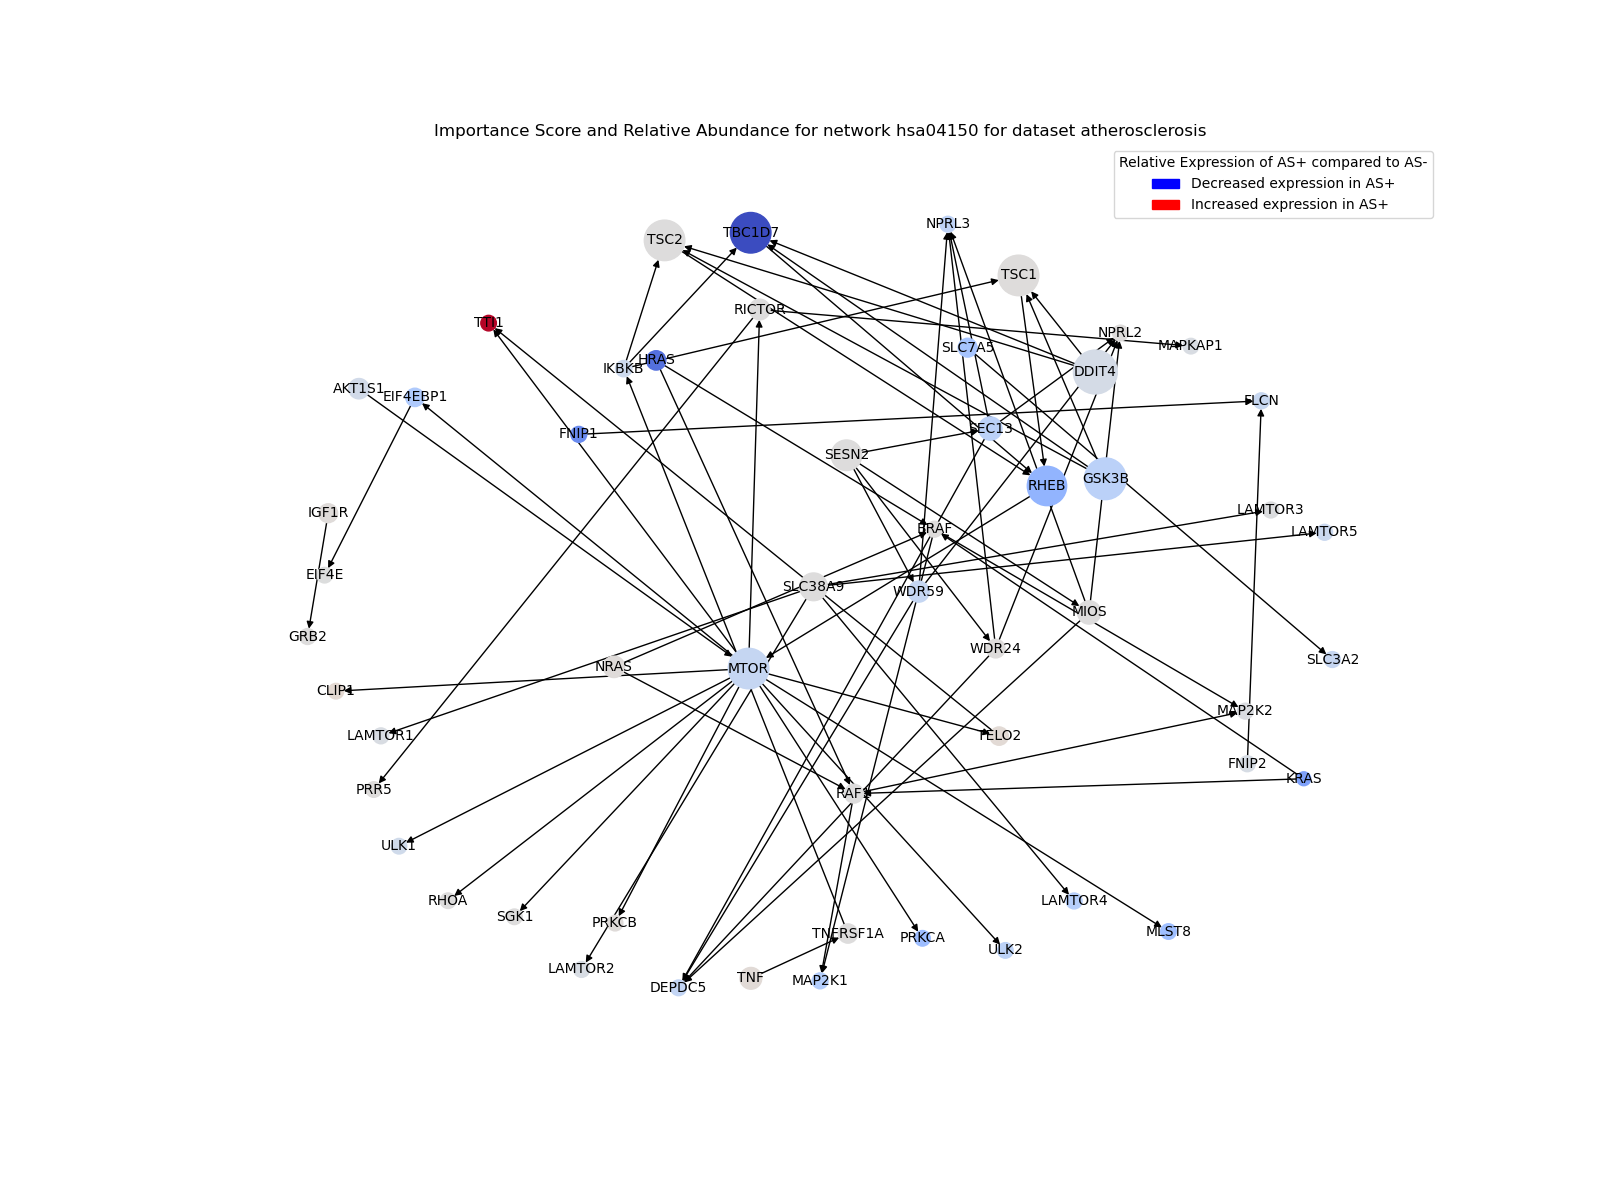 Importance Score and Relative Abundance for network hsa04150 for dataset atherosclerosis
Relative Expression of AS+ compared to AS-
Decreased expression in AS+
Increased expression in AS+
NPRL3
TSC2
TBC1D7
TSC1
RICTOR
TTI1
NPRL2
SLC7A5
MAPKAP1
HRAS
IKBKB
DDIT4
AKT1S1
EIF4EBP1
FLCN
FNIP1
SEC13
SESN2
GSK3B
RHEB
LAMTOR3
IGF1R
BRAF
LAMTOR5
EIF4E
SLC38A9
WDR59
MIOS
GRB2
WDR24
SLC3A2
NRAS
MTOR
CLIP1
MAP2K2
LAMTOR1
TELO2
FNIP2
KRAS
PRR5
RAF1
ULK1
RHOA
LAMTOR4
SGK1
PRKCB
MLST8
TNFRSF1A
PRKCA
ULK2
LAMTOR2
TNF
MAP2K1
DEPDC5